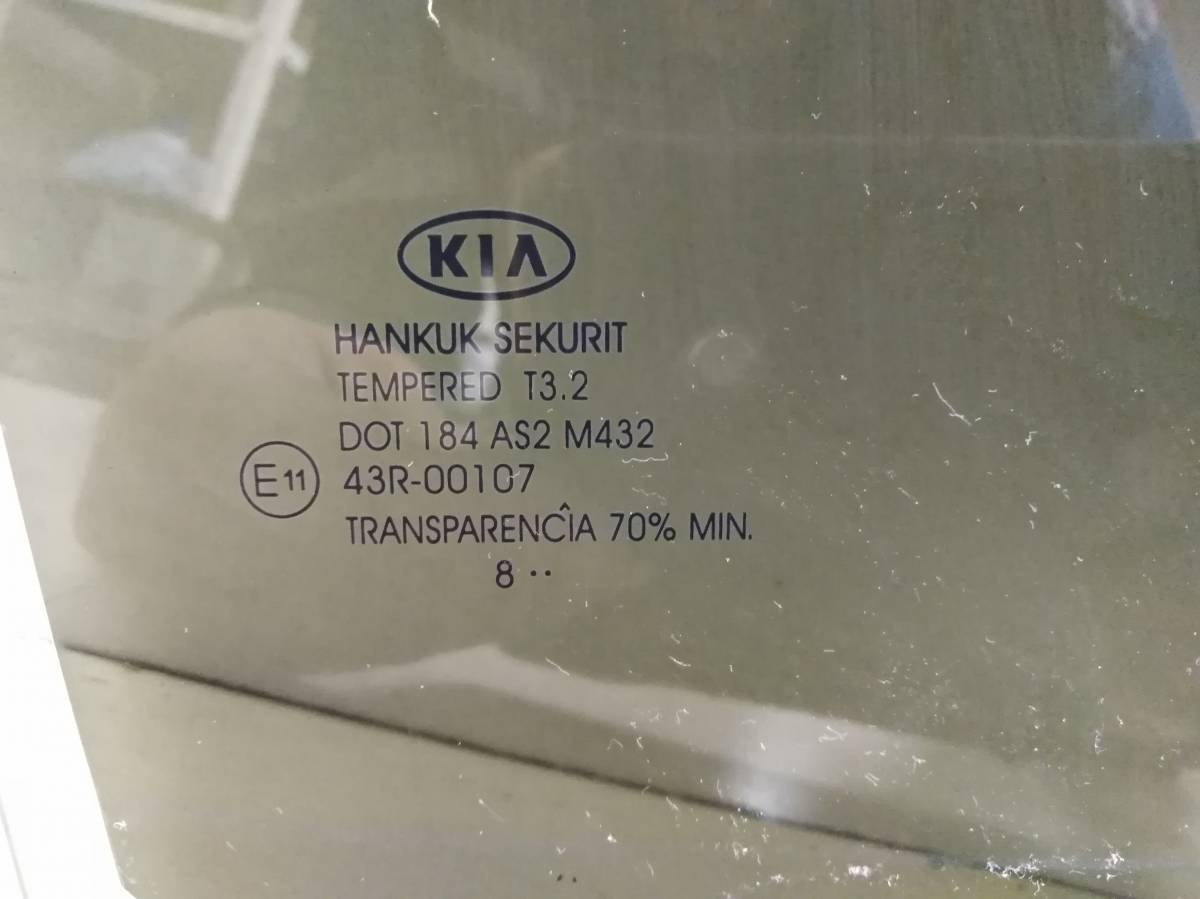 KIA
HANKUK SEKURIT
TEMPERED T3.2
DOT 184 AS2 M432
E11 43R-00107
TRANSPARENCÎA 70% MIN.
8 ··